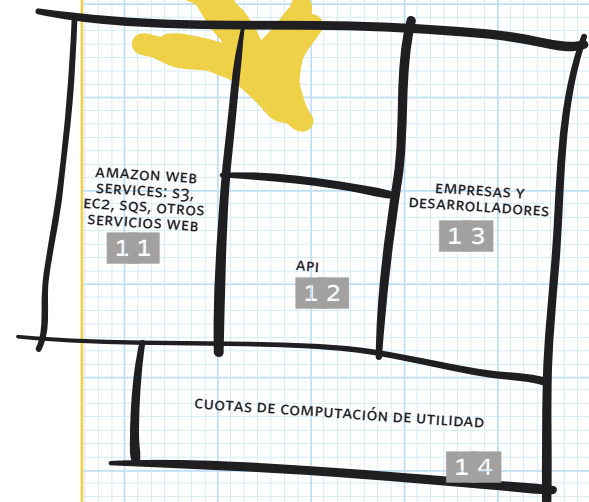 AMAZON WEB
SERVICES: S3,
EC2, SQS, OTROS
SERVICIOS WEB
11
API
12
EMPRESAS Y
DESARROLLADORES
13
CUOTAS DE COMPUTACIÓN DE UTILIDAD
14